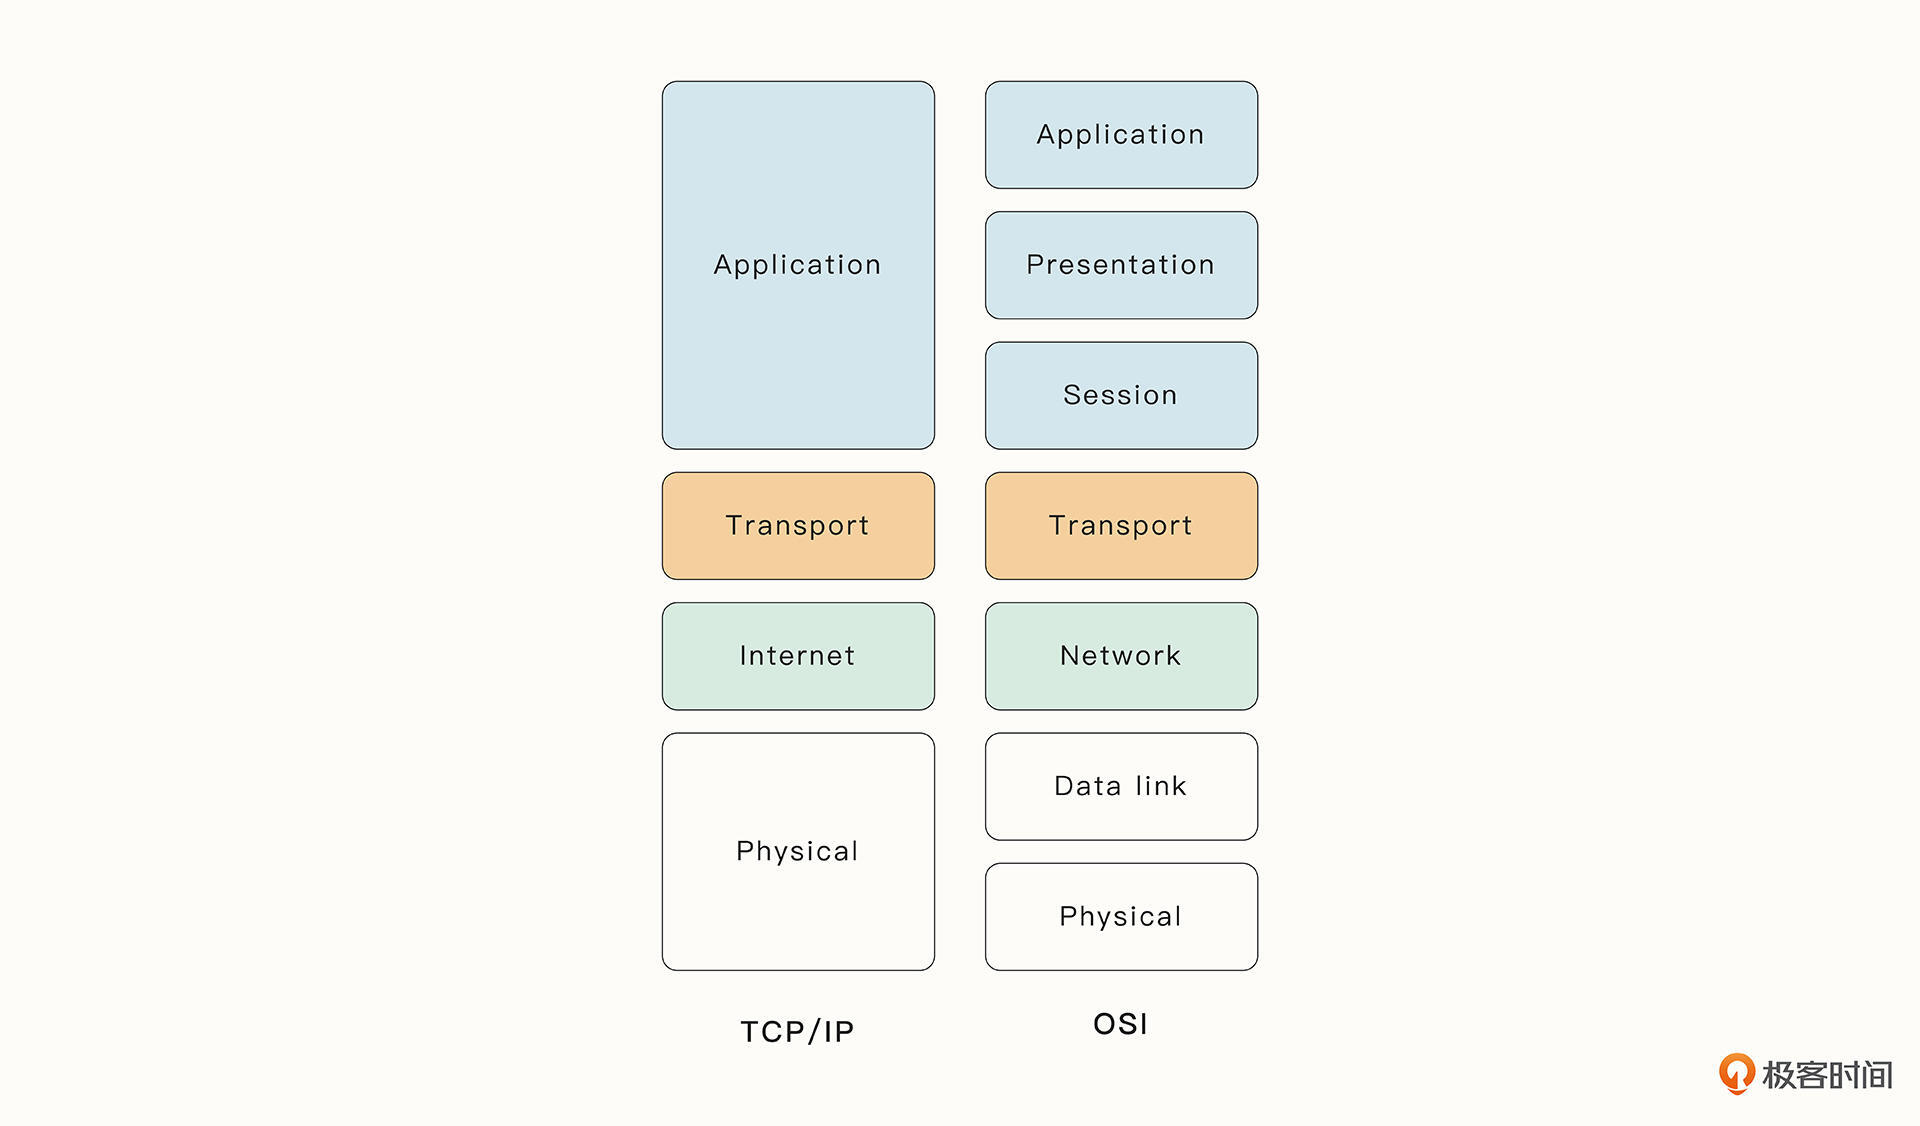 Application
Transport
Internet
Physical
TCP/IP
Application
Presentation
Session
Transport
Network
Data link
Physical
OSI
极客时间